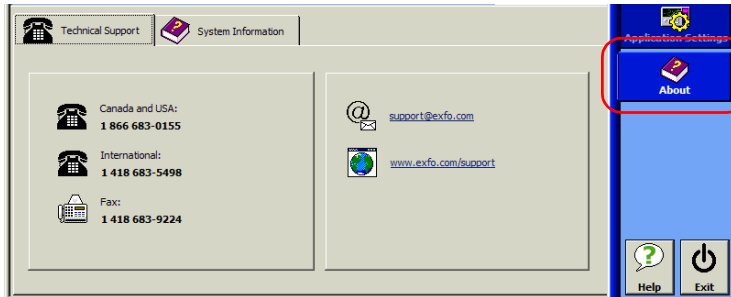 Technical Support
System Information
Canada and USA:
1 866 683-0155
International:
1 418 683-5498
Fax:
1 418 683-9224
support@exfo.com
www.exfo.com/support
Application Settings
About
Help
Exit